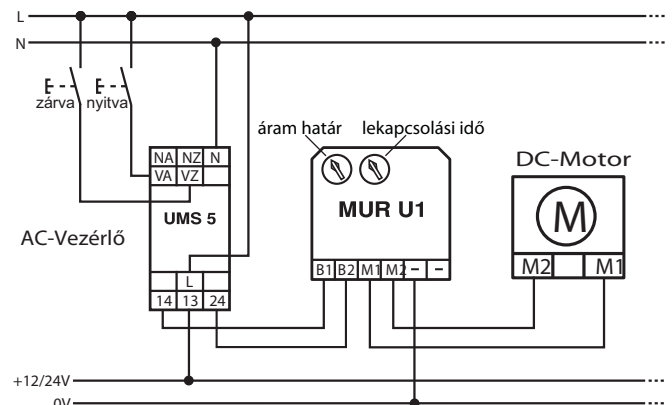 L
N
zárva nyitva
áram határ lekapcsolási idő
DC-Motor
NA NZ N
VA VZ
UMS 5
MUR U1
M
AC-Vezérlő
B1 B2 M1 M2 – –
M2 M1
L
14 13 24
+12/24V
0V